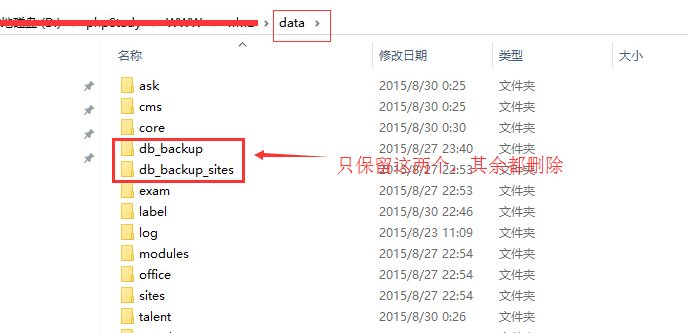 data
名称 修改日期 类型 大小
ask 2015/8/30 0:25 文件夹
cms 2015/8/30 0:25 文件夹
core 2015/8/30 0:30 文件夹
db_backup 2015/8/27 23:40 文件夹
只保留这两个,其余都删除
db_backup_sites 2015/8/27 22:53 文件夹
exam 2015/8/27 22:53 文件夹
label 2015/8/30 22:46 文件夹
log 2015/8/23 11:09 文件夹
modules 2015/8/27 22:54 文件夹
office 2015/8/27 22:54 文件夹
sites 2015/8/27 22:54 文件夹
talent 2015/8/30 0:26 文件夹